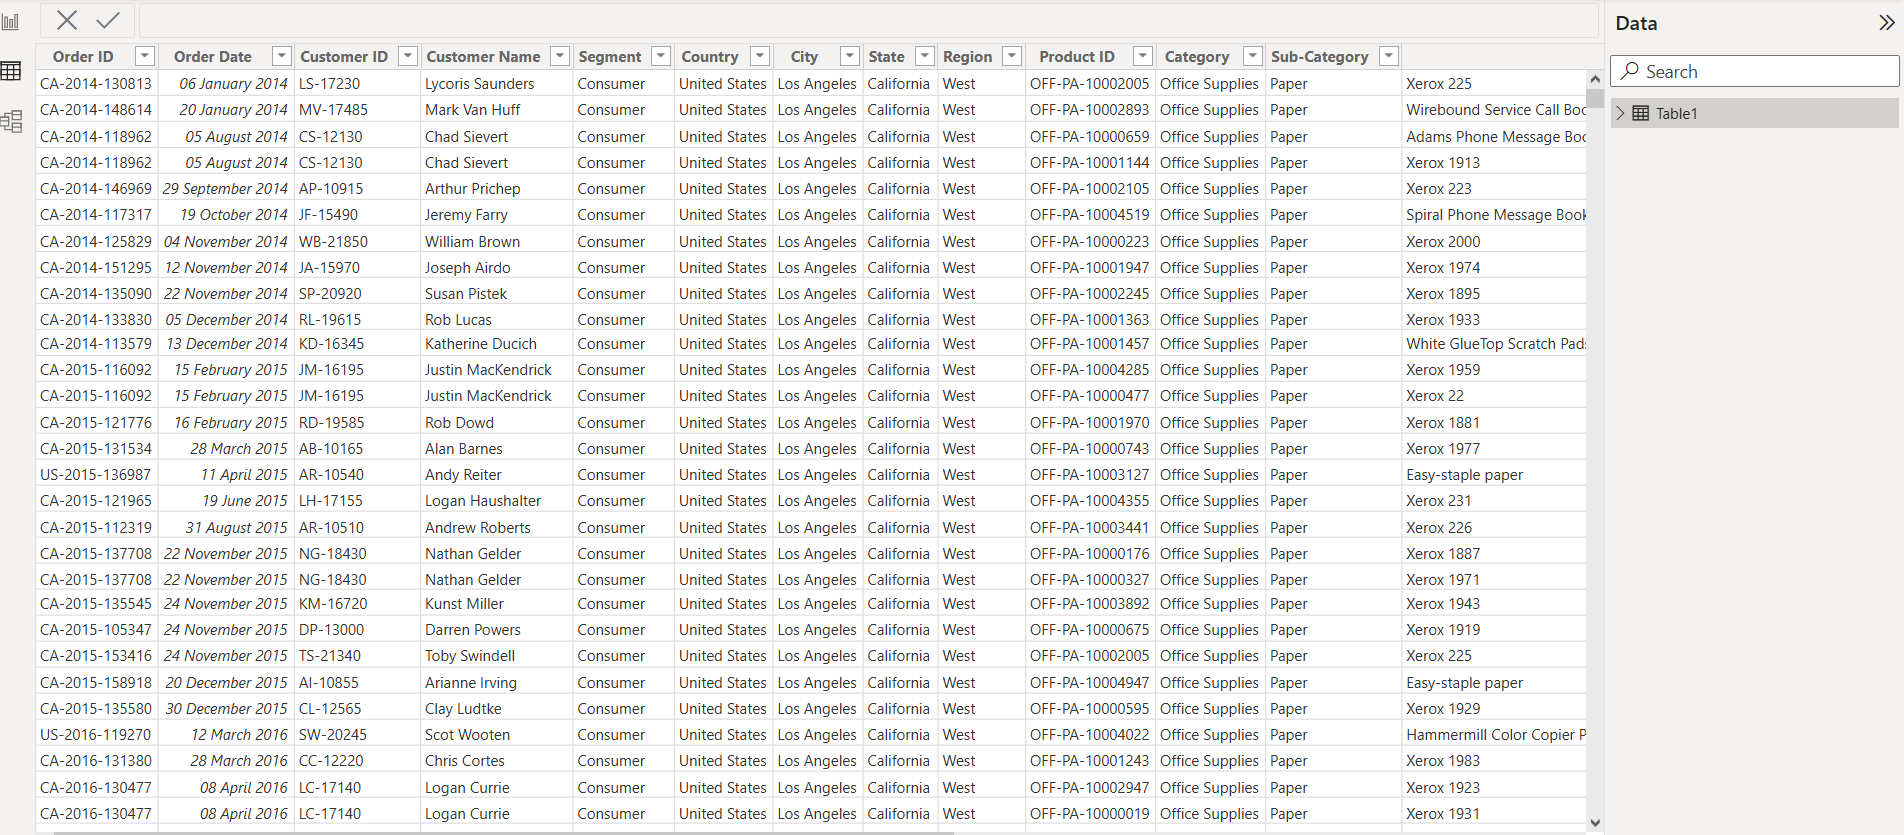 Order ID Order Date Customer ID Customer Name Segment Country City State Region Product ID Category Sub-Category
CA-2014-130813 06 January 2014 LS-17230 Lycoris Saunders Consumer United States Los Angeles California West OFF-PA-10002005 Office Supplies Paper Xerox 225
CA-2014-148614 20 January 2014 MV-17485 Mark Van Huff Consumer United States Los Angeles California West OFF-PA-10002893 Office Supplies Paper Wirebound Service Call Boo
CA-2014-118962 05 August 2014 CS-12130 Chad Sievert Consumer United States Los Angeles California West OFF-PA-10000659 Office Supplies Paper Adams Phone Message Boo
CA-2014-118962 05 August 2014 CS-12130 Chad Sievert Consumer United States Los Angeles California West OFF-PA-10001144 Office Supplies Paper Xerox 1913
CA-2014-146969 29 September 2014 AP-10915 Arthur Prichep Consumer United States Los Angeles California West OFF-PA-10002105 Office Supplies Paper Xerox 223
CA-2014-117317 19 October 2014 JF-15490 Jeremy Farry Consumer United States Los Angeles California West OFF-PA-10004519 Office Supplies Paper Spiral Phone Message Book
CA-2014-125829 04 November 2014 WB-21850 William Brown Consumer United States Los Angeles California West OFF-PA-10000223 Office Supplies Paper Xerox 2000
CA-2014-151295 12 November 2014 JA-15970 Joseph Airdo Consumer United States Los Angeles California West OFF-PA-10001947 Office Supplies Paper Xerox 1974
CA-2014-135090 22 November 2014 SP-20920 Susan Pistek Consumer United States Los Angeles California West OFF-PA-10002245 Office Supplies Paper Xerox 1895
CA-2014-133830 05 December 2014 RL-19615 Rob Lucas Consumer United States Los Angeles California West OFF-PA-10001363 Office Supplies Paper Xerox 1933
CA-2014-113579 13 December 2014 KD-16345 Katherine Ducich Consumer United States Los Angeles California West OFF-PA-10001457 Office Supplies Paper White GlueTop Scratch Pads
CA-2015-116092 15 February 2015 JM-16195 Justin MacKendrick Consumer United States Los Angeles California West OFF-PA-10004285 Office Supplies Paper Xerox 1959
CA-2015-116092 15 February 2015 JM-16195 Justin MacKendrick Consumer United States Los Angeles California West OFF-PA-10000477 Office Supplies Paper Xerox 22
CA-2015-121776 16 February 2015 RD-19585 Rob Dowd Consumer United States Los Angeles California West OFF-PA-10001970 Office Supplies Paper Xerox 1881
CA-2015-131534 28 March 2015 AB-10165 Alan Barnes Consumer United States Los Angeles California West OFF-PA-10000743 Office Supplies Paper Xerox 1977
US-2015-136987 11 April 2015 AR-10540 Andy Reiter Consumer United States Los Angeles California West OFF-PA-10003127 Office Supplies Paper Easy-staple paper
CA-2015-121965 19 June 2015 LH-17155 Logan Haushalter Consumer United States Los Angeles California West OFF-PA-10004355 Office Supplies Paper Xerox 231
CA-2015-112319 31 August 2015 AR-10510 Andrew Roberts Consumer United States Los Angeles California West OFF-PA-10003441 Office Supplies Paper Xerox 226
CA-2015-137708 22 November 2015 NG-18430 Nathan Gelder Consumer United States Los Angeles California West OFF-PA-10000176 Office Supplies Paper Xerox 1887
CA-2015-137708 22 November 2015 NG-18430 Nathan Gelder Consumer United States Los Angeles California West OFF-PA-10000327 Office Supplies Paper Xerox 1971
CA-2015-135545 24 November 2015 KM-16720 Kunst Miller Consumer United States Los Angeles California West OFF-PA-10003892 Office Supplies Paper Xerox 1943
CA-2015-105347 24 November 2015 DP-13000 Darren Powers Consumer United States Los Angeles California West OFF-PA-10000675 Office Supplies Paper Xerox 1919
CA-2015-153416 24 November 2015 TS-21340 Toby Swindell Consumer United States Los Angeles California West OFF-PA-10002005 Office Supplies Paper Xerox 225
CA-2015-158918 20 December 2015 AI-10855 Arianne Irving Consumer United States Los Angeles California West OFF-PA-10004947 Office Supplies Paper Easy-staple paper
CA-2015-135580 30 December 2015 CL-12565 Clay Ludtke Consumer United States Los Angeles California West OFF-PA-10000595 Office Supplies Paper Xerox 1929
US-2016-119270 12 March 2016 SW-20245 Scot Wooten Consumer United States Los Angeles California West OFF-PA-10004022 Office Supplies Paper Hammermill Color Copier P
CA-2016-131380 28 March 2016 CC-12220 Chris Cortes Consumer United States Los Angeles California West OFF-PA-10001243 Office Supplies Paper Xerox 1983
CA-2016-130477 08 April 2016 LC-17140 Logan Currie Consumer United States Los Angeles California West OFF-PA-10002947 Office Supplies Paper Xerox 1923
CA-2016-130477 08 April 2016 LC-17140 Logan Currie Consumer United States Los Angeles California West OFF-PA-10000019 Office Supplies Paper Xerox 1931
Data
Search
Table1